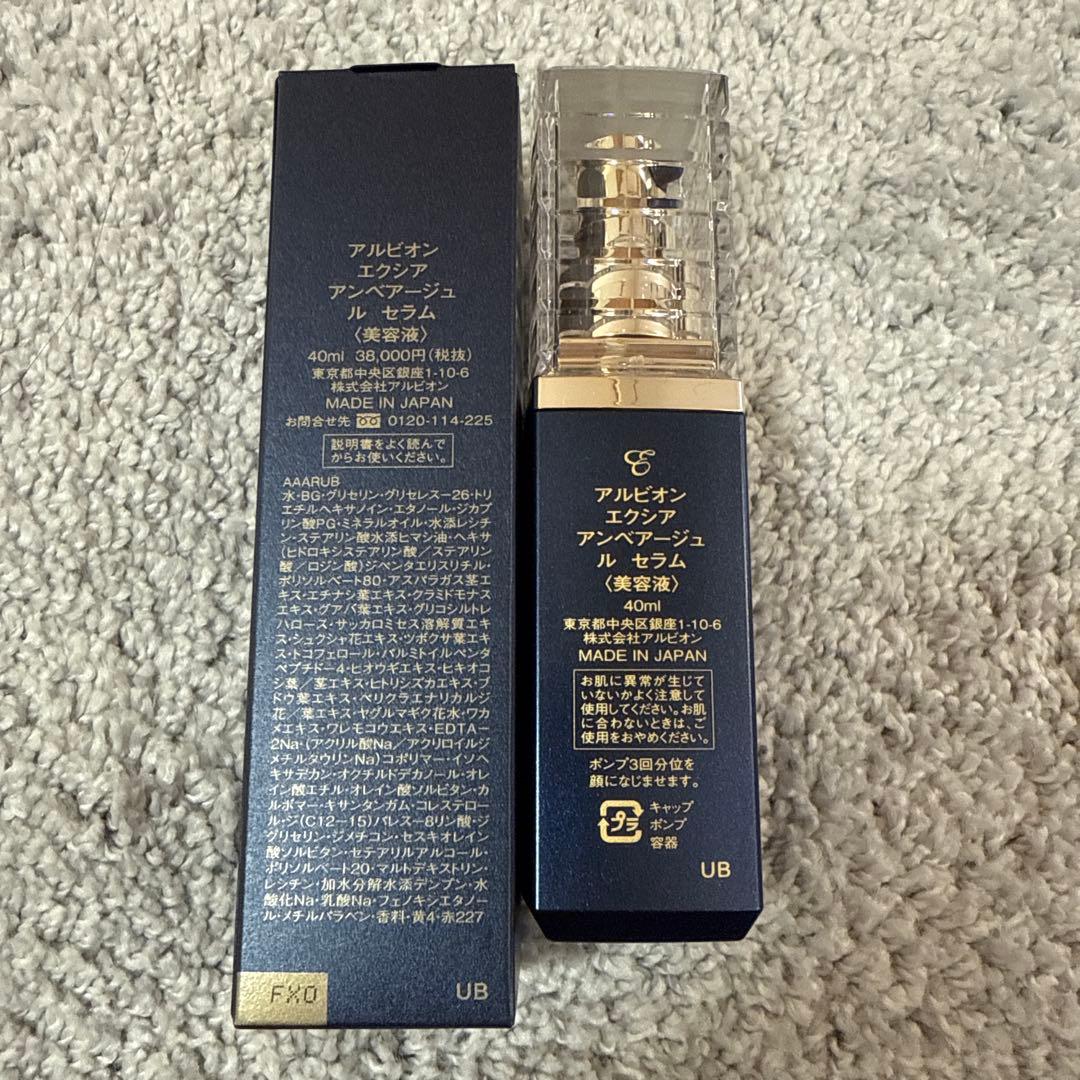 アルビオン
エクシア
アンベアージュ
ル セラム
〈美容液〉
40ml 38,000円(税抜)
東京都中央区銀座1-10-6
株式会社アルビオン
MADE IN JAPAN
お問合せ先 0120-114-225
説明書をよく読んで
からお使いください。
AAARUB
水・BG・グリセリン・グリセレス-26・トリ
エチルヘキサノイン・エタノール・ジカプ
リン酸PG・ミネラルオイル・水添レシチ
ン・ステアリン酸水添ヒマシ油・ヘキサ
(ヒドロキシステアリン酸/ステアリン
酸/ロジン酸)ジペンタエリスリチル・
ポリソルベート80・アスパラガス茎エ
キス・エチナシ葉エキス・クラミドモナス
エキス・グアバ葉エキス・グリコシルトレ
ハロース・サッカロミセス溶解質エキ
ス・シュクシャ花エキス・ツボクサ葉エキ
ス・トコフェロール・パルミトイルペンタ
ペプチド-4・ヒオウギエキス・ヒキオコ
シ葉/茎エキス・ヒトリシズカエキス・ブ
ドウ葉エキス・ペリクラエナリカルジ
花/葉エキス・ヤグルマギク花水・ワカ
メエキス・ワレモコウエキス・EDTA-
2Na・(アクリル酸Na/アクリロイルジ
メチルタウリンNa)コポリマー・イソヘ
キサデカン・オクチルドデカノール・オレ
イン酸エチル・オレイン酸ソルビタン・カ
ルボマー・キサンタンガム・コレステロー
ル・ジ(C12-15)パレス-8リン酸・ジ
グリセリン・ジメチコン・セスキオレイン
酸ソルビタン・セテアリルアルコール・
ポリソルベート20・マルトデキストリン・
レシチン・加水分解水添デンプン・水
酸化Na・乳酸Na・フェノキシエタノー
ル・メチルパラベン・香料・黄4・赤227
FXO
UB
E
アルビオン
エクシア
アンベアージュ
ル セラム
〈美容液〉
40ml
東京都中央区銀座1-10-6
株式会社アルビオン
MADE IN JAPAN
お肌に異常が生じて
いないかよく注意して
使用してください。お肌
に合わないときは、ご
使用をおやめください。
ポンプ3回分位を
顔になじませます。
プラ
キャップ
ポンプ
容器
UB